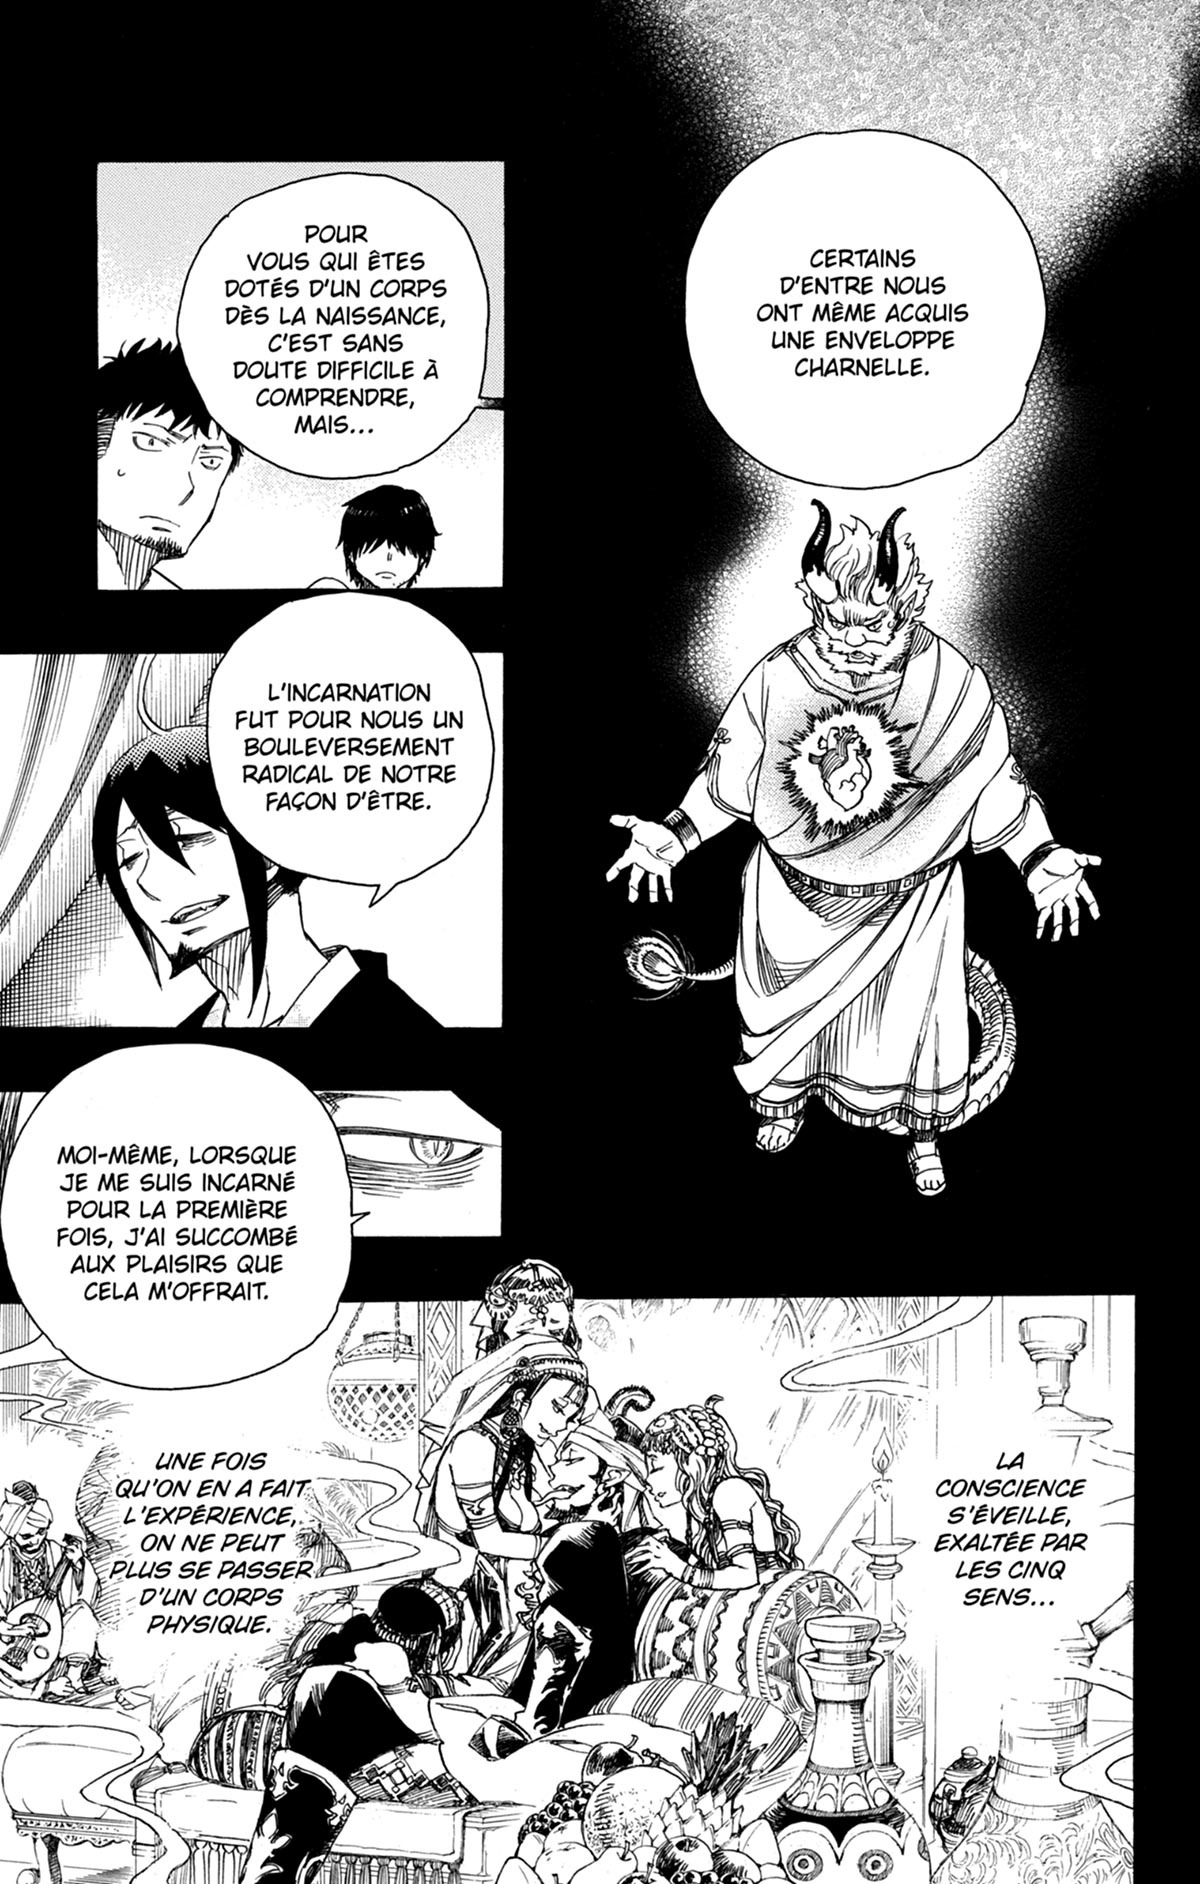 CERTAINS
D'ENTRE NOUS
ONT MÊME ACQUIS
UNE ENVELOPPE
CHARNELLE.
POUR
VOUS QUI ÊTES
DOTÉS D'UN CORPS
DÈS LA NAISSANCE,
C'EST SANS
DOUTE DIFFICILE À
COMPRENDRE,
MAIS...
L'INCARNATION
FUT POUR NOUS UN
BOULEVERSEMENT
RADICAL DE NOTRE
FAÇON D'ÊTRE.
MOI-MÊME, LORSQUE
JE ME SUIS INCARNÉ
POUR LA PREMIÈRE
FOIS, J'AI SUCCOMBÉ
AUX PLAISIRS QUE
CELA M'OFFRAIT.
LA
CONSCIENCE
S'ÉVEILLE,
EXALTÉE PAR
LES CINQ
SENS...
UNE FOIS
QU'ON EN A FAIT
L'EXPÉRIENCE,
ON NE PEUT
PLUS SE PASSER
D'UN CORPS
PHYSIQUE.